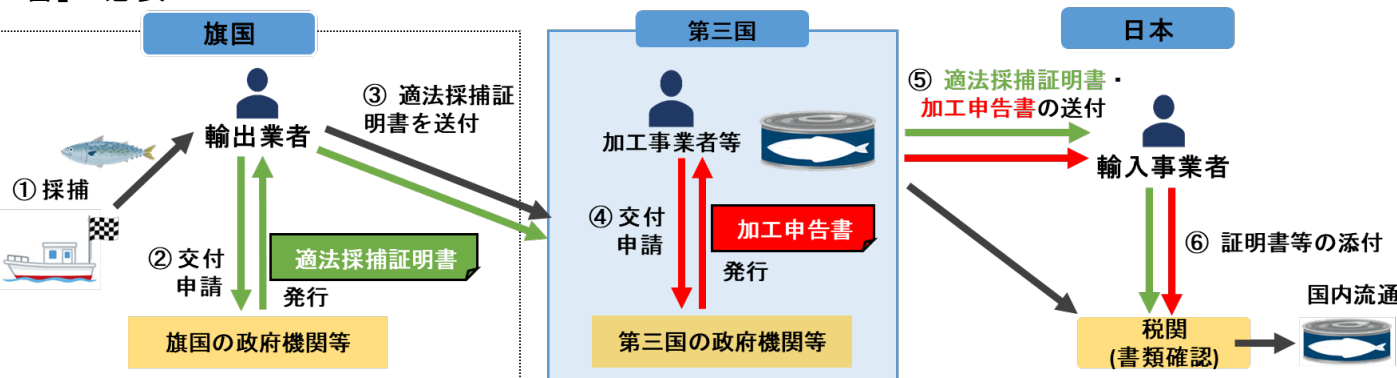 旗国
輸出業者
① 採捕
② 交付
申請
適法採捕証明書
発行
旗国の政府機関等
③ 適法採捕証
明書を送付
第三国
加工事業者等
④ 交付
申請
加工申告書
発行
第三国の政府機関等
⑤ 適法採捕証明書・
加工申告書の送付
日本
輸入事業者
⑥ 証明書等の添付
税関
(書類確認)
国内流通